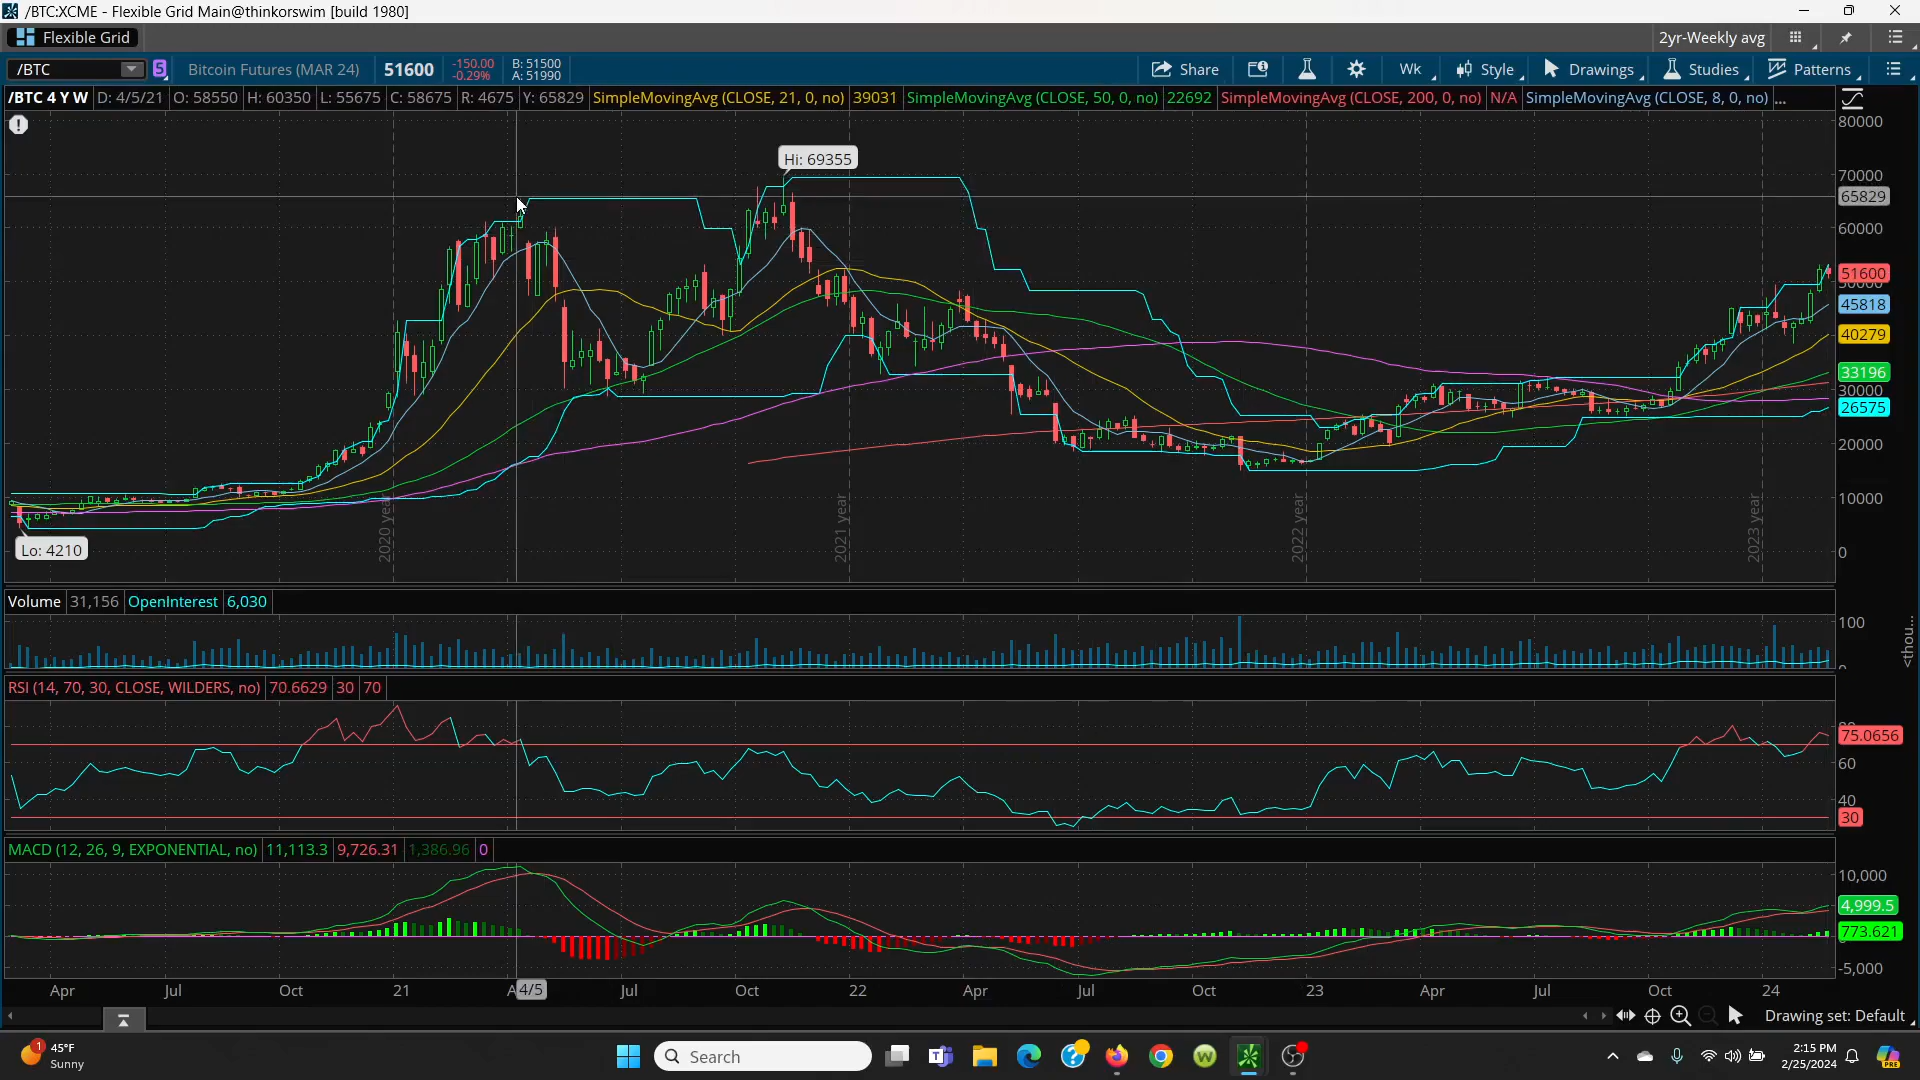 /BTC:XCME - Flexible Grid Main@thinkorswim [build 1980]
Flexible Grid
2yr-Weekly avg
/BTC
5
Bitcoin Futures (MAR 24)
51600
-150.00
-0.29%
B: 51500
A: 51990
Share
Wk
Style
Drawings
Studies
Patterns
/BTC 4 Y W D: 4/5/21 O: 58550 H: 60350 L: 55675 C: 58675 R: 4675 Y: 65829 SimpleMovingAvg (CLOSE, 21, 0, no) 39031 SimpleMovingAvg (CLOSE, 50, 0, no) 22692 SimpleMovingAvg (CLOSE, 200, 0, no) N/A SimpleMovingAvg (CLOSE, 8, 0, no) ...
80000
Hi: 69355
70000
65829
60000
51600
50000
45818
40279
33196
30000
26575
20000
10000
0
Lo: 4210
2020 year
2021 year
2022 year
2023 year
Volume 31,156 OpenInterest 6,030
100
<thou...
RSI (14, 70, 30, CLOSE, WILDERS, no) 70.6629 30 70
80
75.0656
60
40
30
MACD (12, 26, 9, EXPONENTIAL, no) 11,113.3 9,726.31 1,386.96 0
10,000
4,999.5
773.621
-5,000
Apr Jul Oct 21 4/5 Jul Oct 22 Apr Jul Oct 23 Apr Jul Oct 24
Drawing set: Default
1
45°F
Sunny
Search
2:15 PM
2/25/2024
PRE